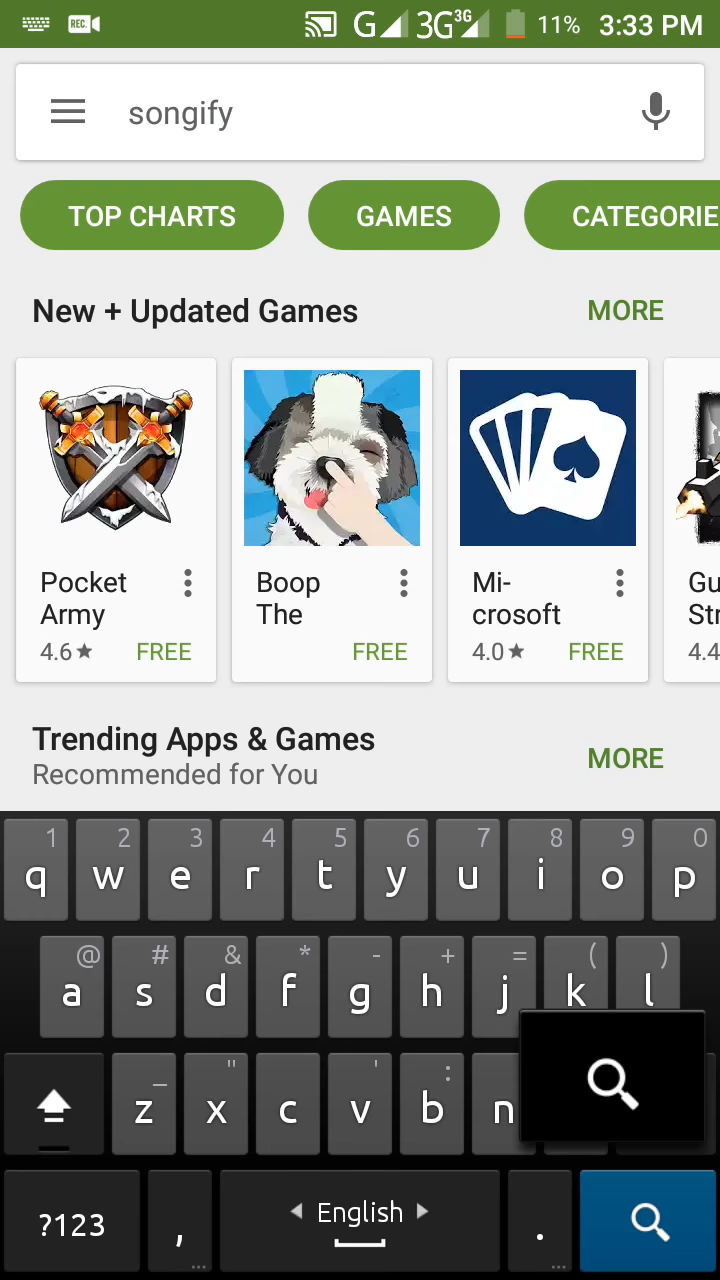 REC. G 3G 3G 11% 3:33 PM
songify
TOP CHARTS GAMES CATEGORIE
New + Updated Games MORE
Pocket Army
4.6★ FREE
Boop The
FREE
Mi-
crosoft
4.0★ FREE
Gu
Str
4.4
Trending Apps & Games
Recommended for You
MORE
1 2 3 4 5 6 7 8 9 0
q w e r t y u i o p
@ # & * - + = ( )
a s d f g h j k l
_ " ' :
z x c v b n
?123 , ... ◀ English ▶ . ...